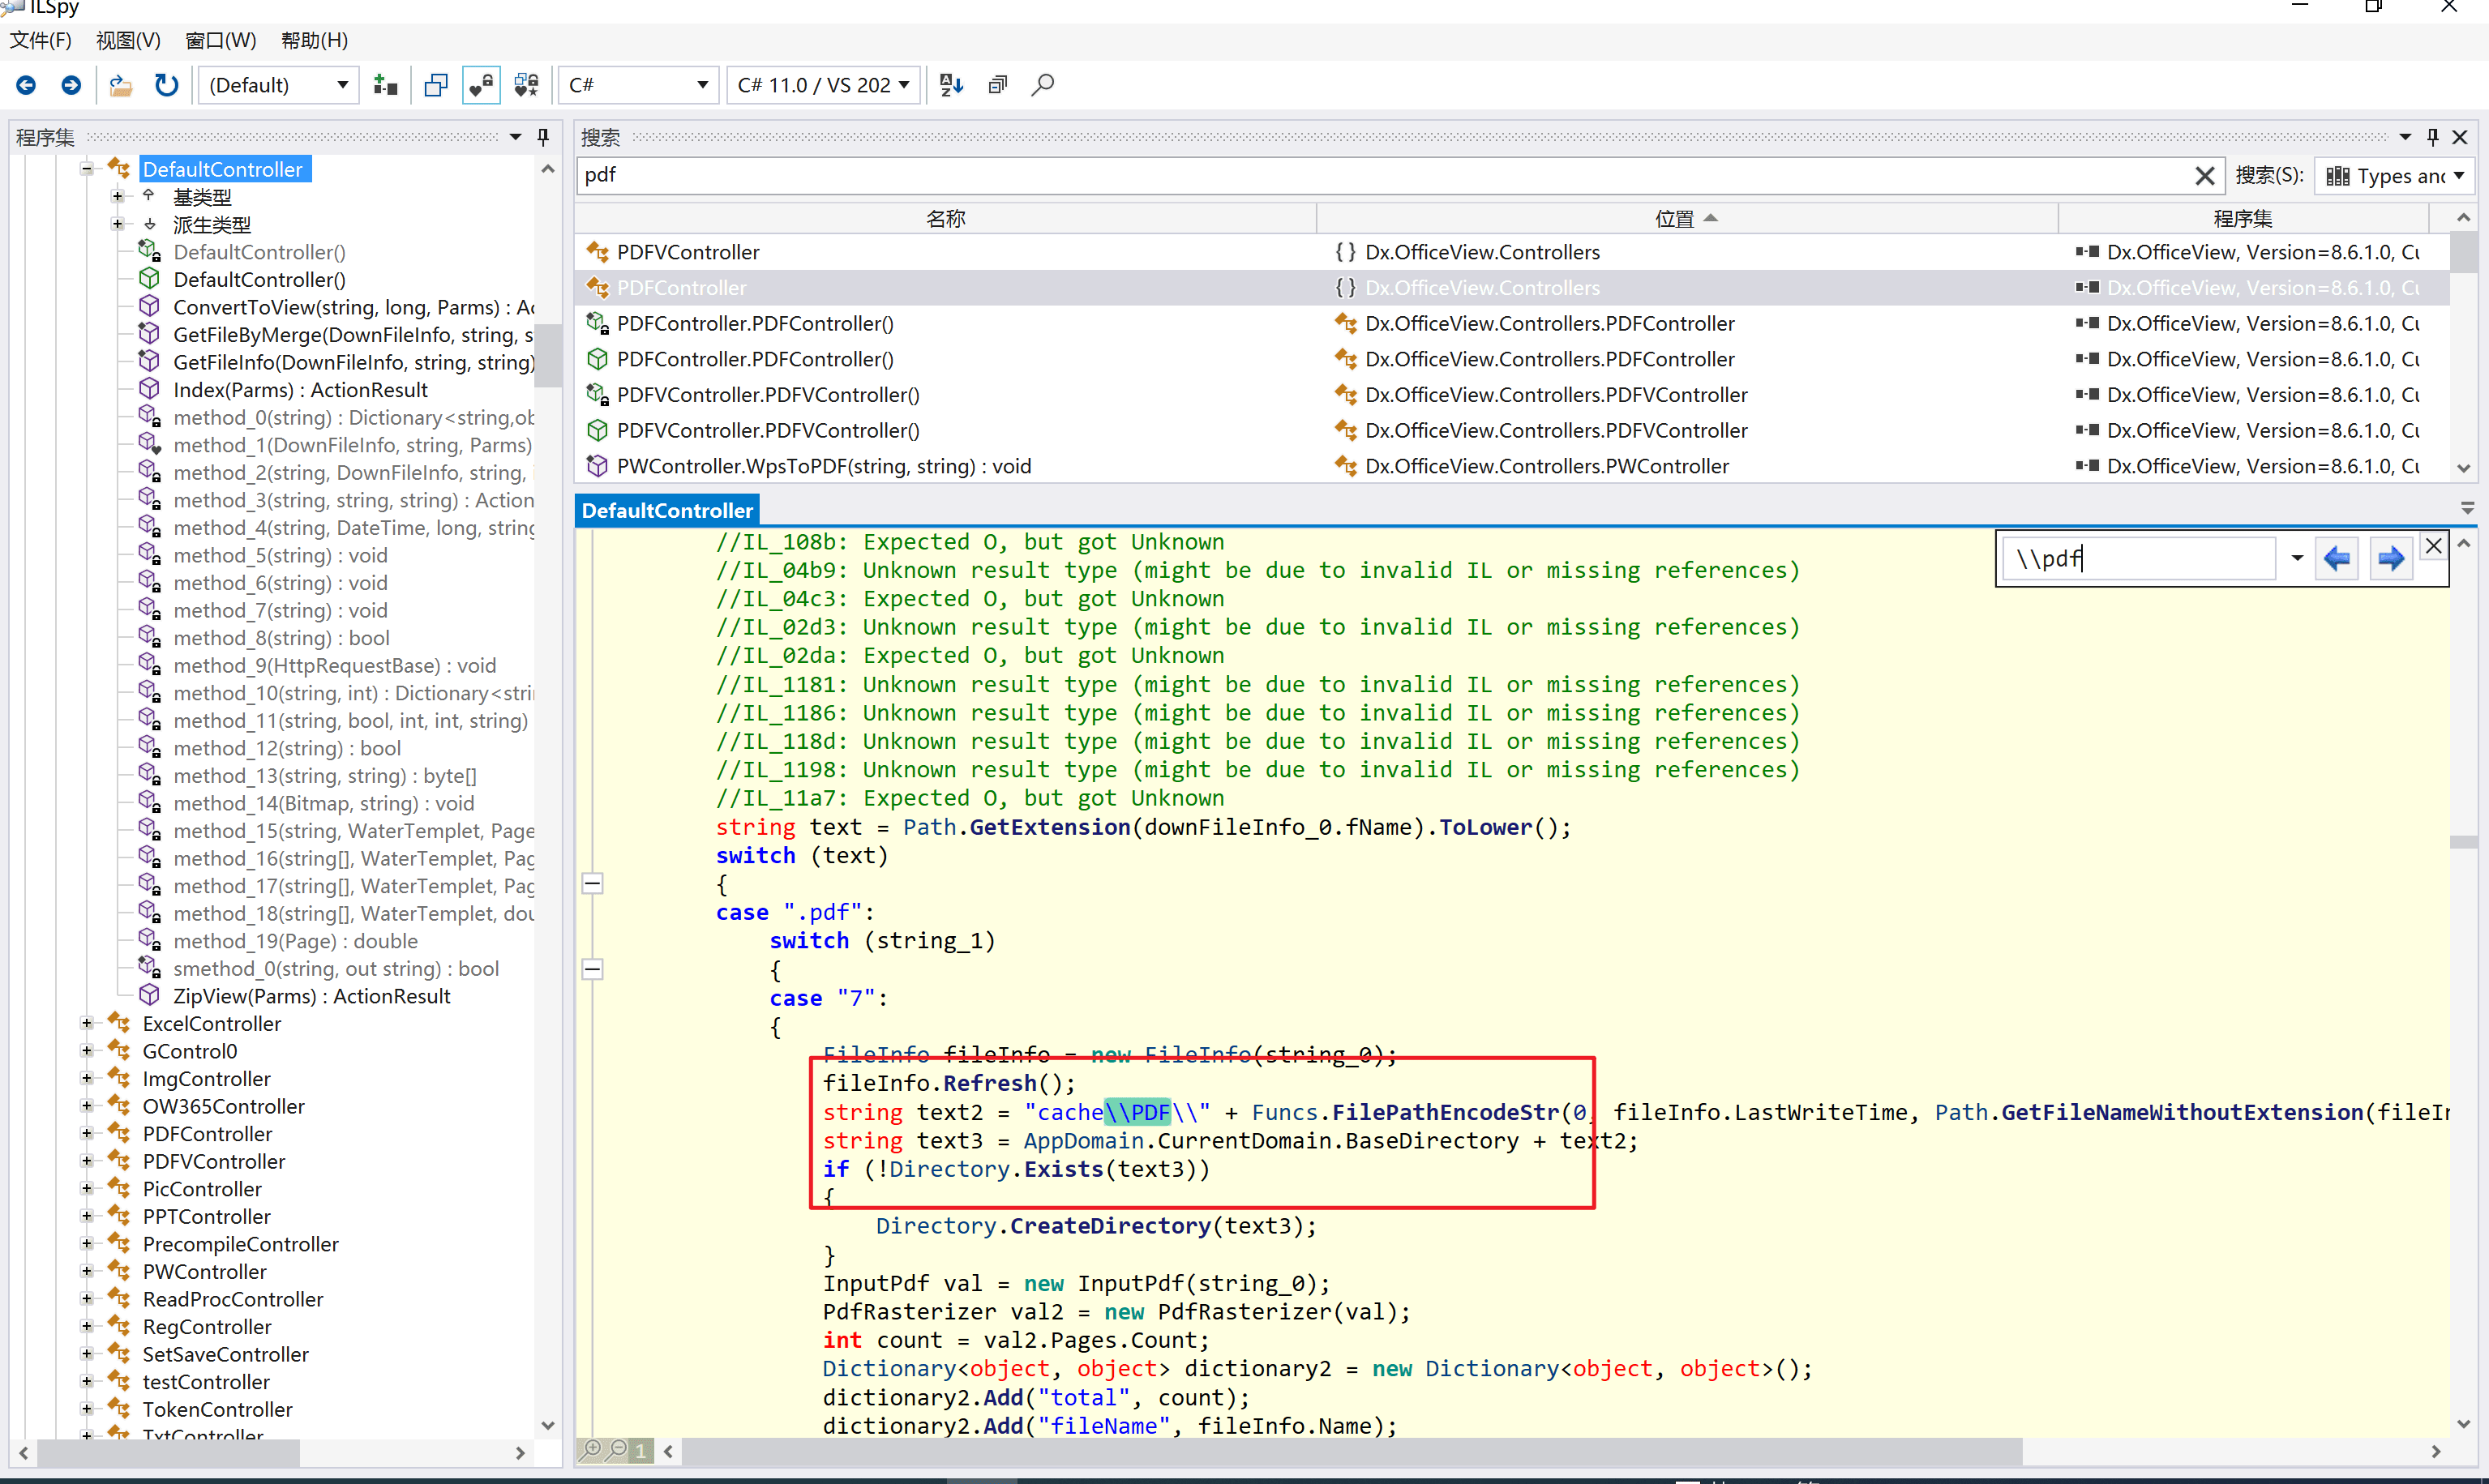 ILSpy
文件(F) 视图(V) 窗口(W) 帮助(H)
(Default) C# C# 11.0 / VS 202
程序集
DefaultController
基类型
派生类型
DefaultController()
DefaultController()
ConvertToView(string, long, Parms) : Ac
GetFileByMerge(DownFileInfo, string, s
GetFileInfo(DownFileInfo, string, string)
Index(Parms) : ActionResult
method_0(string) : Dictionary<string,ob
method_1(DownFileInfo, string, Parms)
method_2(string, DownFileInfo, string,
method_3(string, string, string) : Action
method_4(string, DateTime, long, string
method_5(string) : void
method_6(string) : void
method_7(string) : void
method_8(string) : bool
method_9(HttpRequestBase) : void
method_10(string, int) : Dictionary<stri
method_11(string, bool, int, int, string)
method_12(string) : bool
method_13(string, string) : byte[]
method_14(Bitmap, string) : void
method_15(string, WaterTemplet, Page
method_16(string[], WaterTemplet, Pag
method_17(string[], WaterTemplet, Pag
method_18(string[], WaterTemplet, dou
method_19(Page) : double
smethod_0(string, out string) : bool
ZipView(Parms) : ActionResult
ExcelController
GControl0
ImgController
OW365Controller
PDFController
PDFVController
PicController
PPTController
PrecompileController
PWController
ReadProcController
RegController
SetSaveController
testController
TokenController
TxtController
搜索
pdf 搜索(S): Types and
名称 位置 程序集
PDFVController { } Dx.OfficeView.Controllers Dx.OfficeView, Version=8.6.1.0, Cu
PDFController { } Dx.OfficeView.Controllers Dx.OfficeView, Version=8.6.1.0, Cu
PDFController.PDFController() Dx.OfficeView.Controllers.PDFController Dx.OfficeView, Version=8.6.1.0, Cu
PDFController.PDFController() Dx.OfficeView.Controllers.PDFController Dx.OfficeView, Version=8.6.1.0, Cu
PDFVController.PDFVController() Dx.OfficeView.Controllers.PDFVController Dx.OfficeView, Version=8.6.1.0, Cu
PDFVController.PDFVController() Dx.OfficeView.Controllers.PDFVController Dx.OfficeView, Version=8.6.1.0, Cu
PWController.WpsToPDF(string, string) : void Dx.OfficeView.Controllers.PWController Dx.OfficeView, Version=8.6.1.0, Cu
DefaultController
\\pdf
//IL_108b: Expected O, but got Unknown
//IL_04b9: Unknown result type (might be due to invalid IL or missing references)
//IL_04c3: Expected O, but got Unknown
//IL_02d3: Unknown result type (might be due to invalid IL or missing references)
//IL_02da: Expected O, but got Unknown
//IL_1181: Unknown result type (might be due to invalid IL or missing references)
//IL_1186: Unknown result type (might be due to invalid IL or missing references)
//IL_118d: Unknown result type (might be due to invalid IL or missing references)
//IL_1198: Unknown result type (might be due to invalid IL or missing references)
//IL_11a7: Expected O, but got Unknown
string text = Path.GetExtension(downFileInfo_0.fName).ToLower();
switch (text)
{
case ".pdf":
switch (string_1)
{
case "7":
{
FileInfo fileInfo = new FileInfo(string_0);
fileInfo.Refresh();
string text2 = "cache\\PDF\\" + Funcs.FilePathEncodeStr(0, fileInfo.LastWriteTime, Path.GetFileNameWithoutExtension(fileIn
string text3 = AppDomain.CurrentDomain.BaseDirectory + text2;
if (!Directory.Exists(text3))
{
Directory.CreateDirectory(text3);
}
InputPdf val = new InputPdf(string_0);
PdfRasterizer val2 = new PdfRasterizer(val);
int count = val2.Pages.Count;
Dictionary<object, object> dictionary2 = new Dictionary<object, object>();
dictionary2.Add("total", count);
dictionary2.Add("fileName", fileInfo.Name);
1